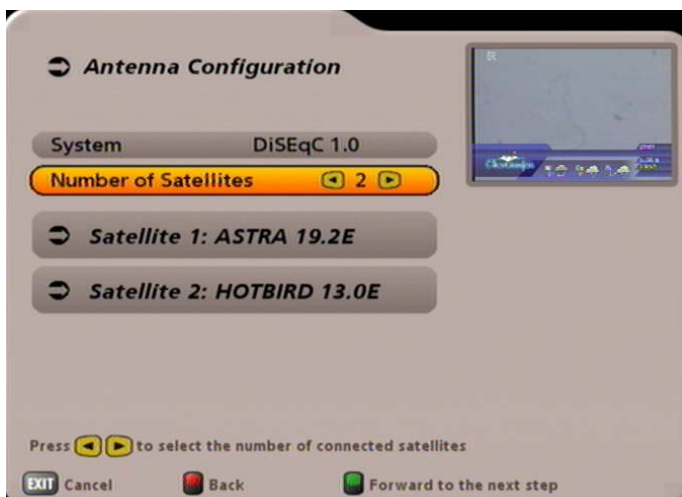 Antenna Configuration
System DiSEqC 1.0
Number of Satellites 2
Satellite 1: ASTRA 19.2E
Satellite 2: HOTBIRD 13.0E
Press to select the number of connected satellites
EXIT Cancel Back Forward to the next step